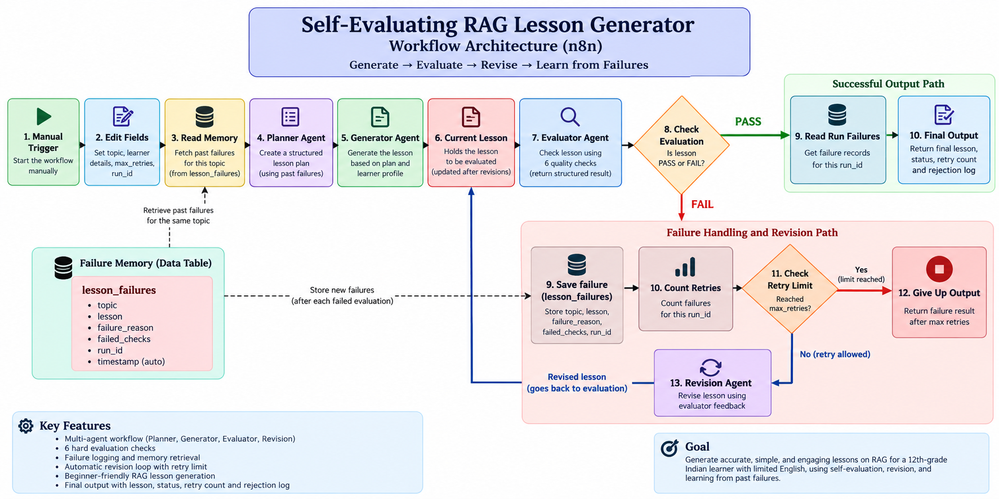 Self-Evaluating RAG Lesson Generator
Workflow Architecture (n8n)
Generate → Evaluate → Revise → Learn from Failures
1. Manual
Trigger
Start the workflow
manually
2. Edit Fields
Set topic, learner
details, max_retries,
run_id
3. Read Memory
Fetch past failures
for this topic
(from lesson_failures)
4. Planner Agent
Create a structured
lesson plan
(using past failures)
5. Generator Agent
Generate the lesson
based on plan and
learner profile
6. Current Lesson
Holds the lesson
to be evaluated
(updated after revisions)
7. Evaluator Agent
Check lesson using
6 quality checks
(return structured result)
8. Check
Evaluation
Is lesson
PASS or FAIL?
PASS
Successful Output Path
9. Read Run Failures
Get failure records
for this run_id
10. Final Output
Return final lesson,
status, retry count
and rejection log
FAIL
Retrieve past failures
for the same topic
Failure Memory (Data Table)
lesson_failures
• topic
• lesson
• failure_reason
• failed_checks
• run_id
• timestamp (auto)
Store new failures
(after each failed evaluation)
Failure Handling and Revision Path
9. Save failure
(lesson_failures)
Store topic, lesson,
failure_reason,
failed_checks, run_id
10. Count Retries
Count failures
for this run_id
11. Check
Retry Limit
Reached
max_retries?
Yes
(limit reached)
12. Give Up Output
Return failure result
after max retries
No (retry allowed)
13. Revision Agent
Revise lesson using
evaluator feedback
Revised lesson
(goes back to evaluation)
Key Features
• Multi-agent workflow (Planner, Generator, Evaluator, Revision)
• 6 hard evaluation checks
• Failure logging and memory retrieval
• Automatic revision loop with retry limit
• Beginner-friendly RAG lesson generation
• Final output with lesson, status, retry count and rejection log
Goal
Generate accurate, simple, and engaging lessons on RAG for a 12th-grade
Indian learner with limited English, using self-evaluation, revision, and
learning from past failures.